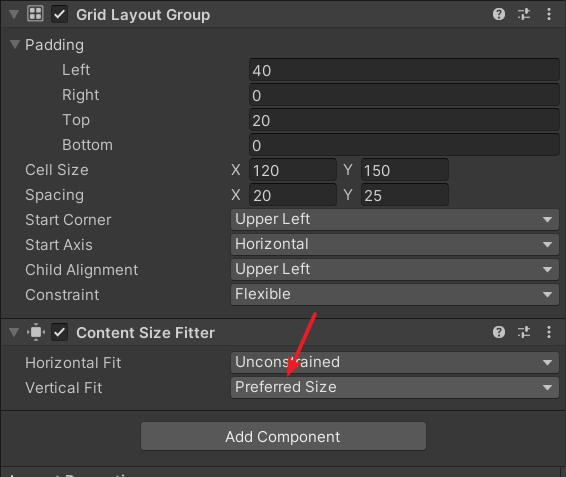 Grid Layout Group
Padding
Left 40
Right 0
Top 20
Bottom 0
Cell Size X 120 Y 150
Spacing X 20 Y 25
Start Corner Upper Left
Start Axis Horizontal
Child Alignment Upper Left
Constraint Flexible
Content Size Fitter
Horizontal Fit Unconstrained
Vertical Fit Preferred Size
Add Component